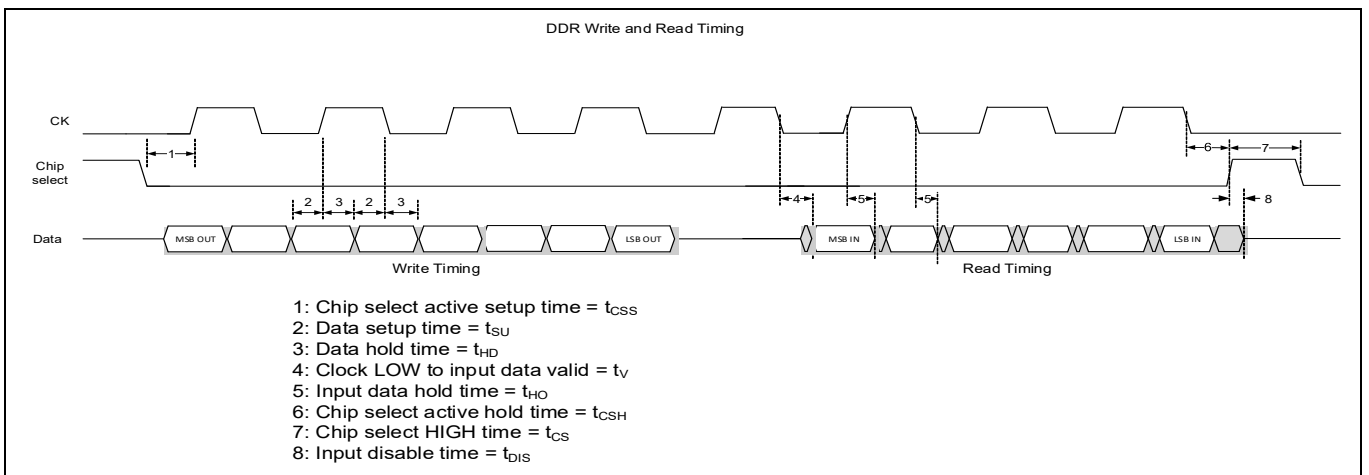 DDR Write and Read Timing
CK
1
6
7
Chip
select
2 3 2 3
4
5
5
8
Data
MSB OUT
LSB OUT
MSB IN
LSB IN
Write Timing
Read Timing
1: Chip select active setup time = tCSS
2: Data setup time = tSU
3: Data hold time = tHD
4: Clock LOW to input data valid = tV
5: Input data hold time = tHO
6: Chip select active hold time = tCSH
7: Chip select HIGH time = tCS
8: Input disable time = tDIS